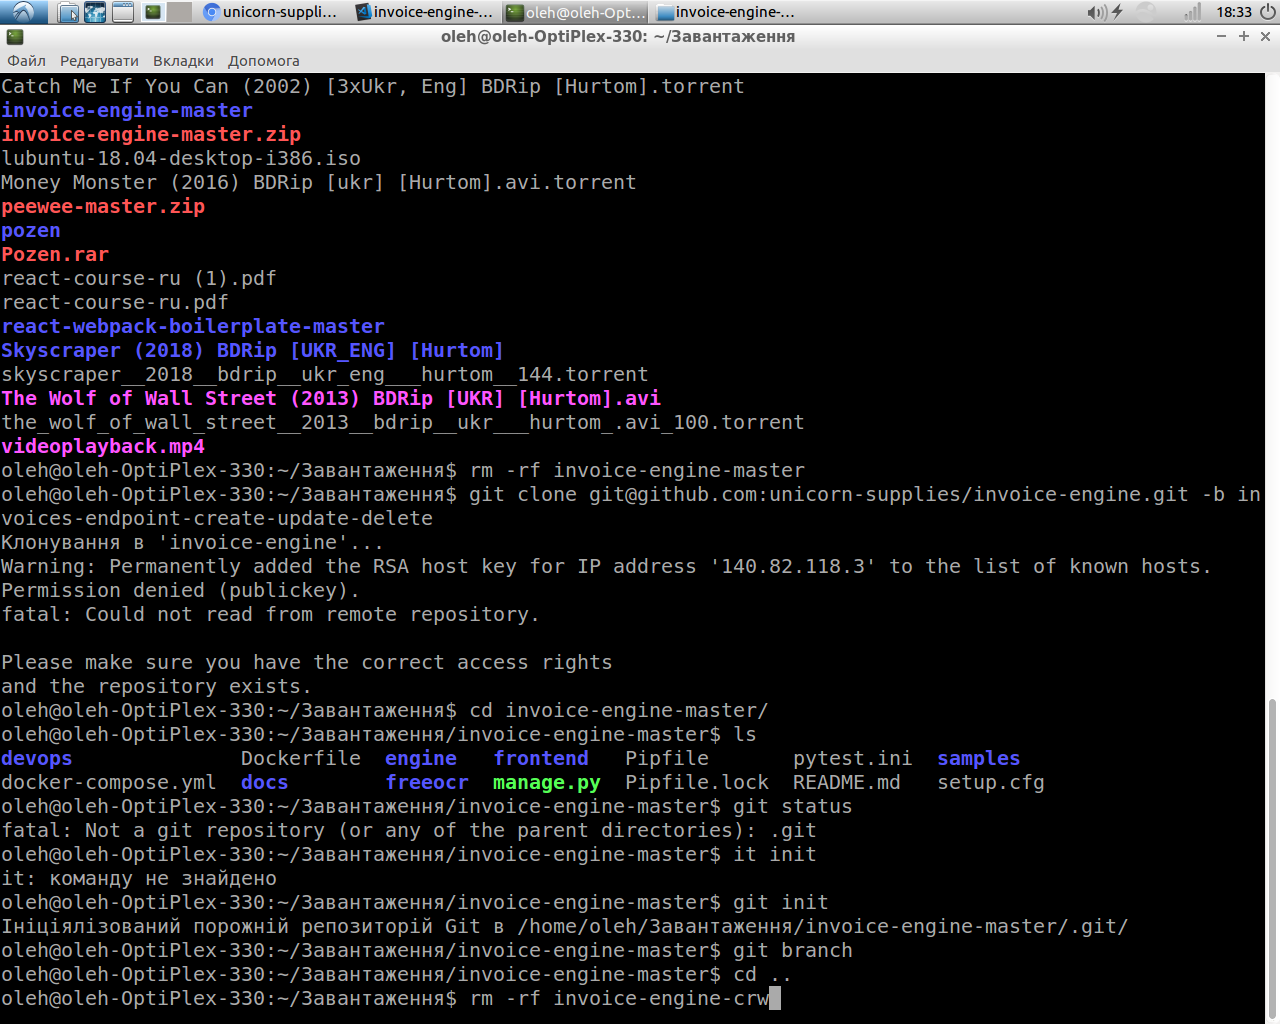 unicorn-suppli...
invoice-engine-...
oleh@oleh-Opt...
invoice-engine-...
18:33
oleh@oleh-OptiPlex-330: ~/Завантаження
Файл Редагувати Вкладки Допомога
Catch Me If You Can (2002) [3xUkr, Eng] BDRip [Hurtom].torrent
invoice-engine-master
invoice-engine-master.zip
lubuntu-18.04-desktop-i386.iso
Money Monster (2016) BDRip [ukr] [Hurtom].avi.torrent
peewee-master.zip
pozen
Pozen.rar
react-course-ru (1).pdf
react-course-ru.pdf
react-webpack-boilerplate-master
Skyscraper (2018) BDRip [UKR_ENG] [Hurtom]
skyscraper__2018__bdrip__ukr_eng___hurtom__144.torrent
The Wolf of Wall Street (2013) BDRip [UKR] [Hurtom].avi
the_wolf_of_wall_street__2013__bdrip__ukr___hurtom_.avi_100.torrent
videoplayback.mp4
oleh@oleh-OptiPlex-330:~/Завантаження$ rm -rf invoice-engine-master
oleh@oleh-OptiPlex-330:~/Завантаження$ git clone git@github.com:unicorn-supplies/invoice-engine.git -b in
voices-endpoint-create-update-delete
Клонування в 'invoice-engine'...
Warning: Permanently added the RSA host key for IP address '140.82.118.3' to the list of known hosts.
Permission denied (publickey).
fatal: Could not read from remote repository.
Please make sure you have the correct access rights
and the repository exists.
oleh@oleh-OptiPlex-330:~/Завантаження$ cd invoice-engine-master/
oleh@oleh-OptiPlex-330:~/Завантаження/invoice-engine-master$ ls
devops Dockerfile engine frontend Pipfile pytest.ini samples
docker-compose.yml docs freeocr manage.py Pipfile.lock README.md setup.cfg
oleh@oleh-OptiPlex-330:~/Завантаження/invoice-engine-master$ git status
fatal: Not a git repository (or any of the parent directories): .git
oleh@oleh-OptiPlex-330:~/Завантаження/invoice-engine-master$ it init
it: команду не знайдено
oleh@oleh-OptiPlex-330:~/Завантаження/invoice-engine-master$ git init
Ініціялізований порожній репозиторій Git в /home/oleh/Завантаження/invoice-engine-master/.git/
oleh@oleh-OptiPlex-330:~/Завантаження/invoice-engine-master$ git branch
oleh@oleh-OptiPlex-330:~/Завантаження/invoice-engine-master$ cd ..
oleh@oleh-OptiPlex-330:~/Завантаження$ rm -rf invoice-engine-crw